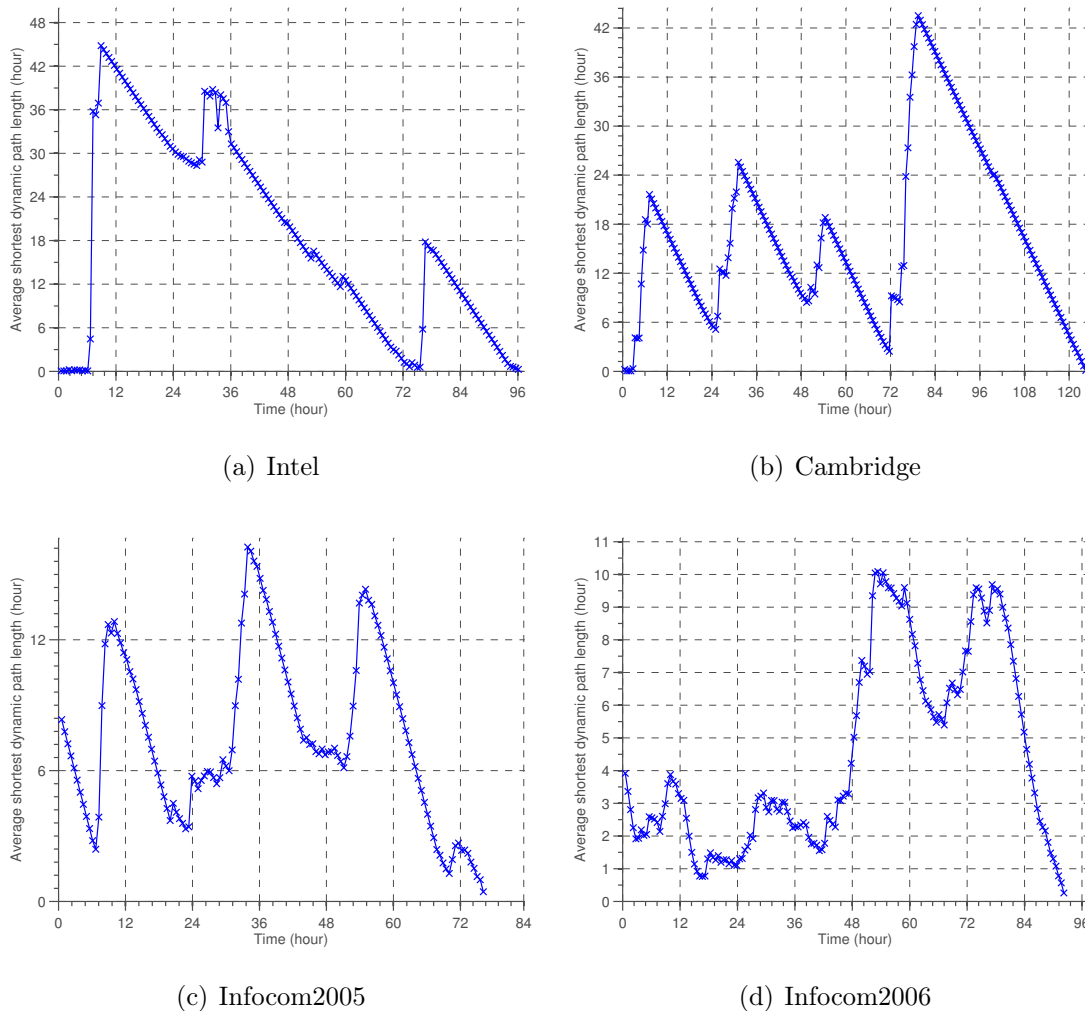 Average shortest dynamic path length (hour)
48
42
36
30
24
18
12
6
0
0 12 24 36 48 60 72 84 96
Time (hour)
(a) Intel
Average shortest dynamic path length (hour)
42
36
30
24
18
12
6
0
0 12 24 36 48 60 72 84 96 108 120
Time (hour)
(b) Cambridge
Average shortest dynamic path length (hour)
12
6
0
0 12 24 36 48 60 72 84
Time (hour)
(c) Infocom2005
Average shortest dynamic path length (hour)
11
10
9
8
7
6
5
4
3
2
1
0
0 12 24 36 48 60 72 84 96
Time (hour)
(d) Infocom2006